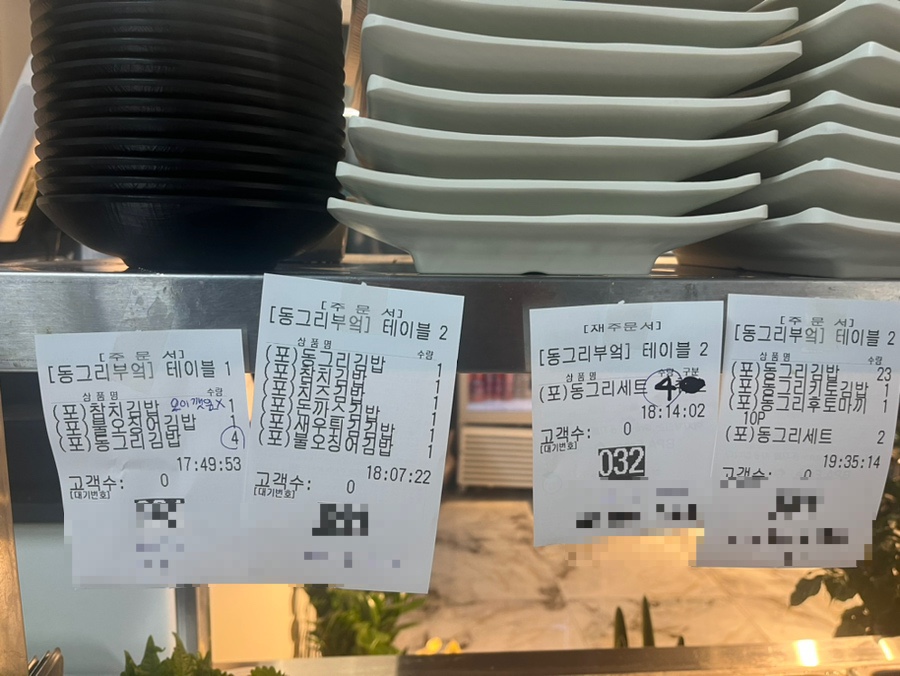 [주 문 서]
[동그리부엌] 테이블 1
상 품 명 수량
(포)참치김밥 오이깻잎X 1
(포)불오징어김밥 1
(포)동그리김밥 4
17:49:53
고객수: 0
[대기번호]
[주 문 서]
[동그리부엌] 테이블 2
상 품 명 수량
(포)동그리김밥 1
(포)참치김밥 1
(포)치즈김밥 1
(포)돈까스김밥 1
(포)새우튀김김밥 1
(포)불오징어김밥 1
18:07:22
고객수: 0
[대기번호]
[재주문서]
[동그리부엌] 테이블 2
상 품 명 수량 구분
(포)동그리세트 4
18:14:02
고객수: 0
[대기번호]
032
[주 문 서]
[동그리부엌] 테이블 2
상 품 명 수량
(포)동그리김밥 23
(포)동그리키토김밥 1
(포)동그리후토마끼 1
10P
(포)동그리세트 2
19:35:14
고객수: 0